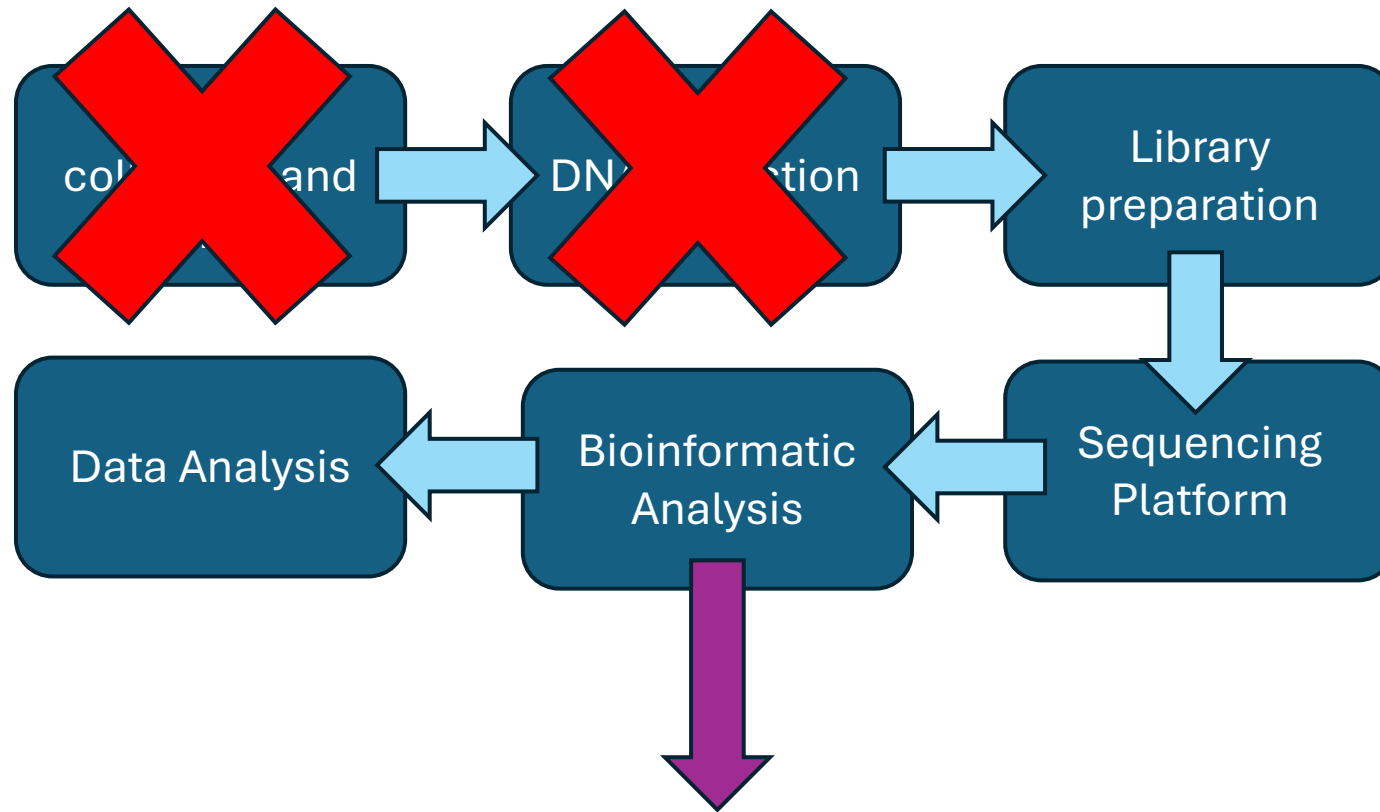 and
Library
preparation
Data Analysis
Bioinformatic
Analysis
Sequencing
Platform